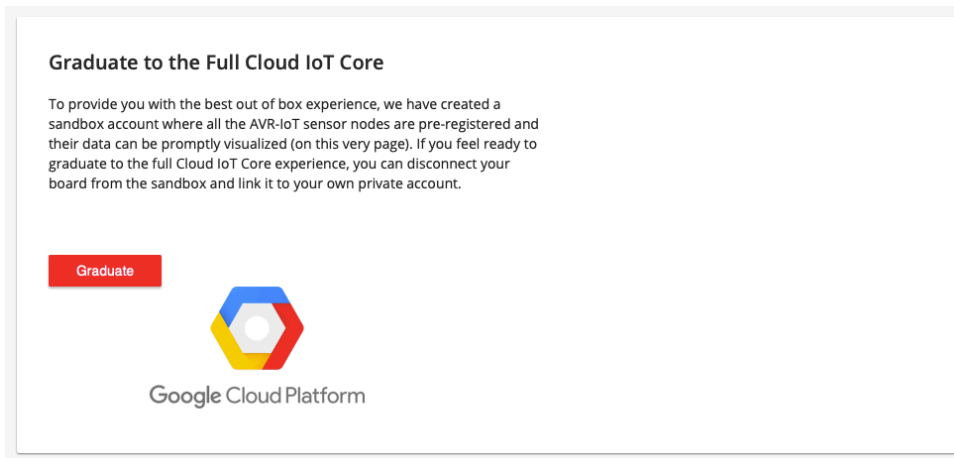 Graduate to the Full Cloud IoT Core
To provide you with the best out of box experience, we have created a
sandbox account where all the AVR-IoT sensor nodes are pre-registered and
their data can be promptly visualized (on this very page). If you feel ready to
graduate to the full Cloud IoT Core experience, you can disconnect your
board from the sandbox and link it to your own private account.
Graduate
Google Cloud Platform